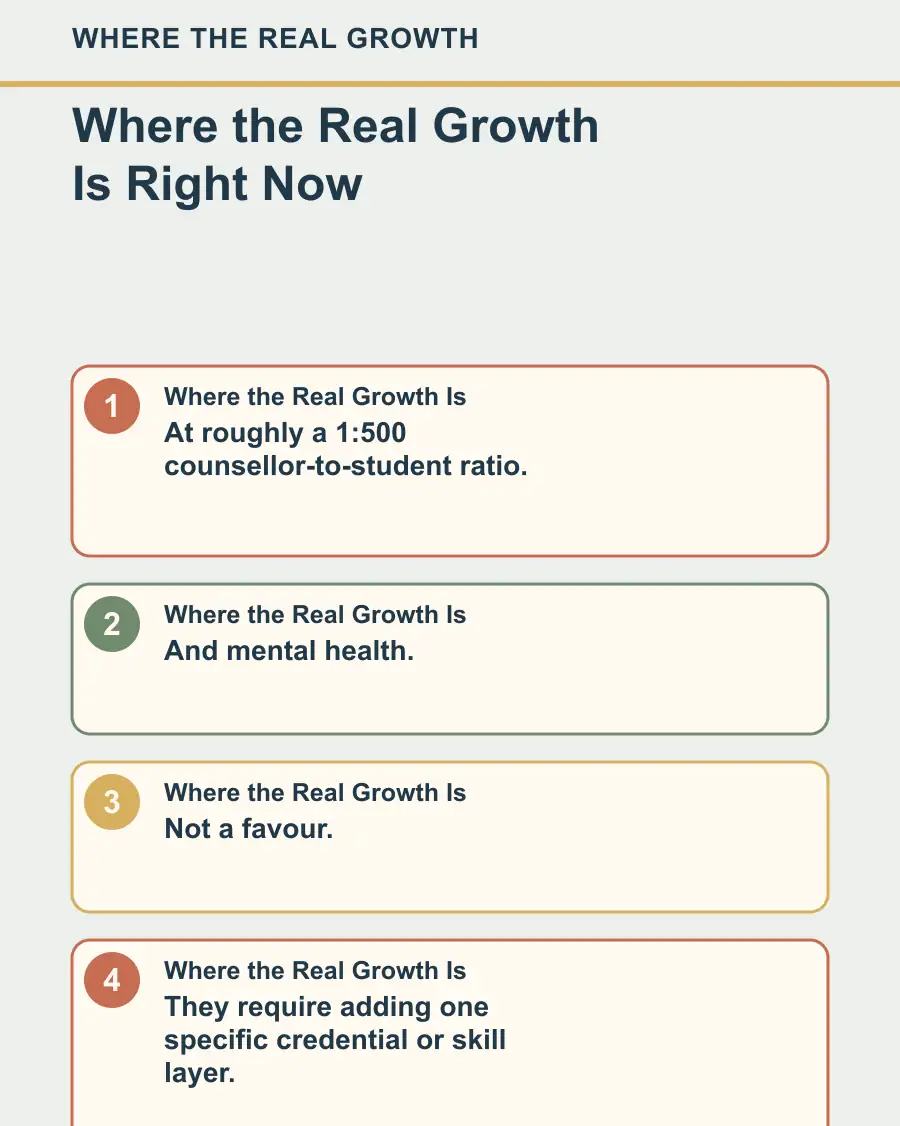 WHERE THE REAL GROWTH
Where the Real Growth
Is Right Now
1
Where the Real Growth Is
At roughly a 1:500
counsellor-to-student ratio.
2
Where the Real Growth Is
And mental health.
3
Where the Real Growth Is
Not a favour.
4
Where the Real Growth Is
They require adding one
specific credential or skill
layer.